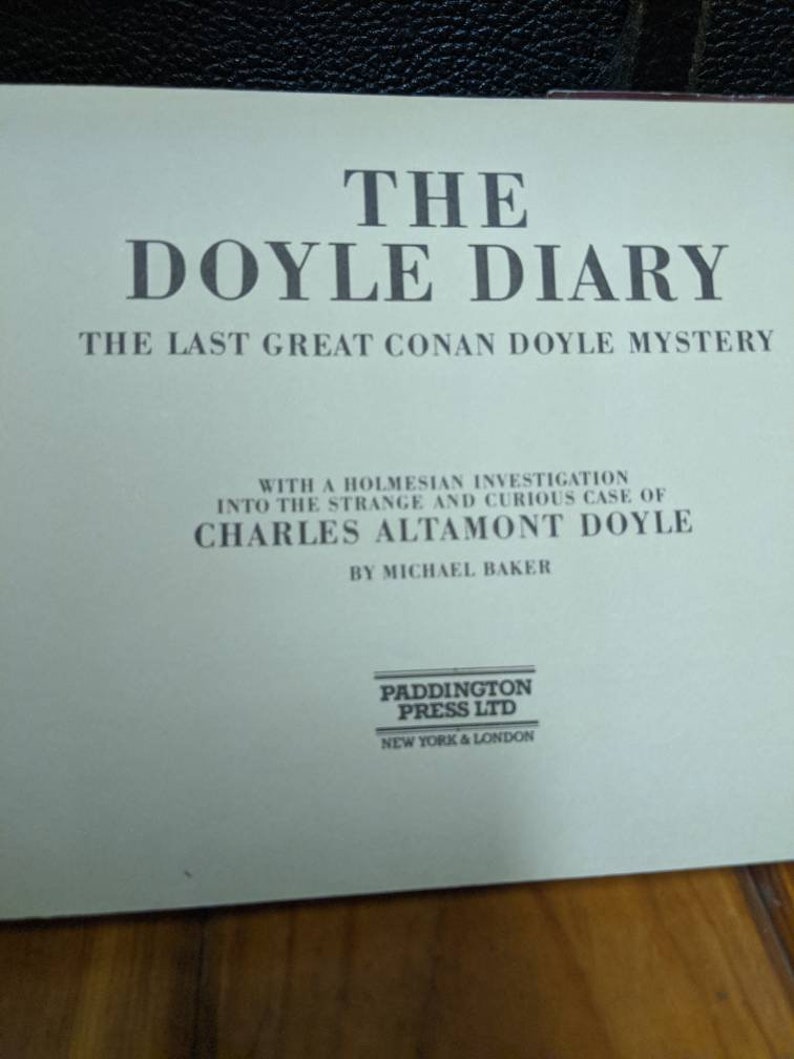 THE
DOYLE DIARY
THE LAST GREAT CONAN DOYLE MYSTERY
WITH A HOLMESIAN INVESTIGATION
INTO THE STRANGE AND CURIOUS CASE OF
CHARLES ALTAMONT DOYLE
BY MICHAEL BAKER
PADDINGTON
PRESS LTD
NEW YORK & LONDON